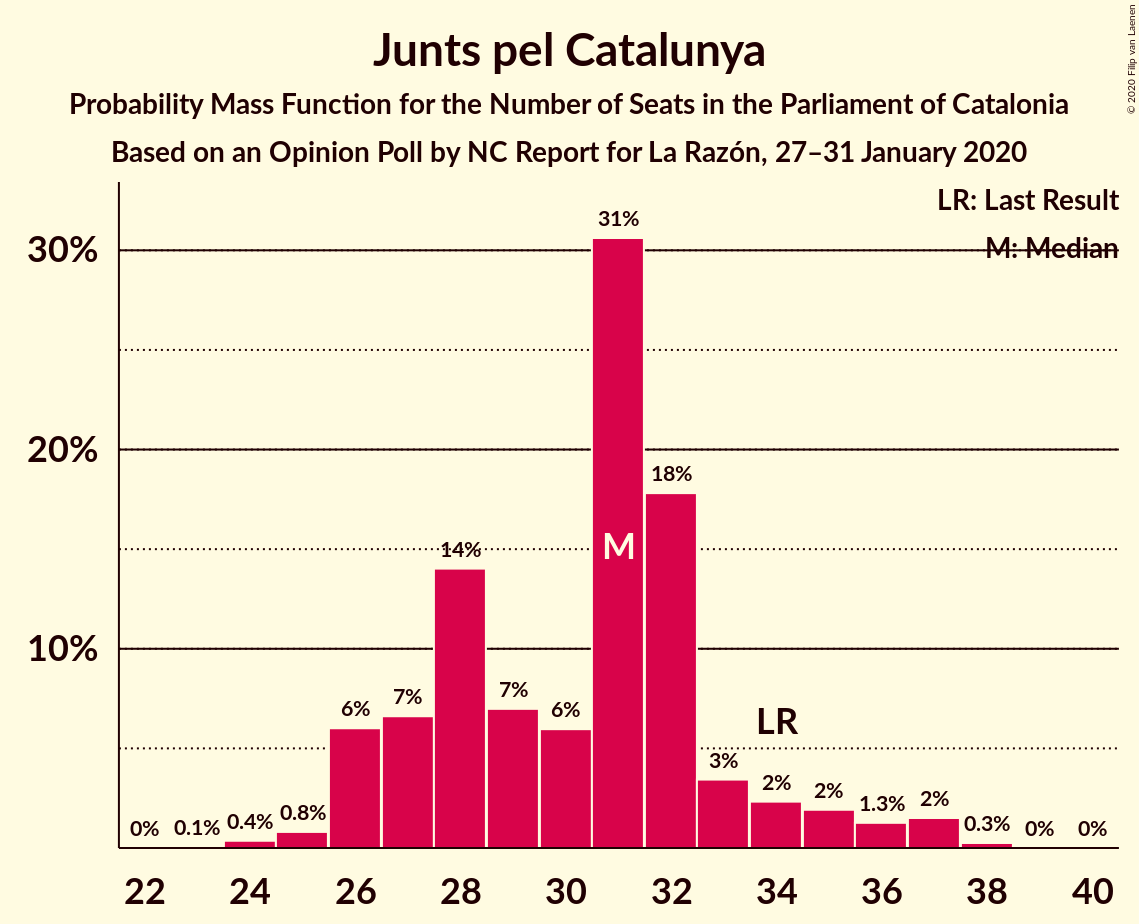 Junts pel Catalunya
Probability Mass Function for the Number of Seats in the Parliament of Catalonia
Based on an Opinion Poll by NC Report for La Razón, 27–31 January 2020
© 2020 Filip van Laenen
LR: Last Result
M: Median
30%
20%
10%
0%
0.1%
0.4%
0.8%
6%
7%
14%
7%
6%
31%
18%
3%
2%
2%
1.3%
2%
0.3%
0%
0%
M
LR
22 24 26 28 30 32 34 36 38 40